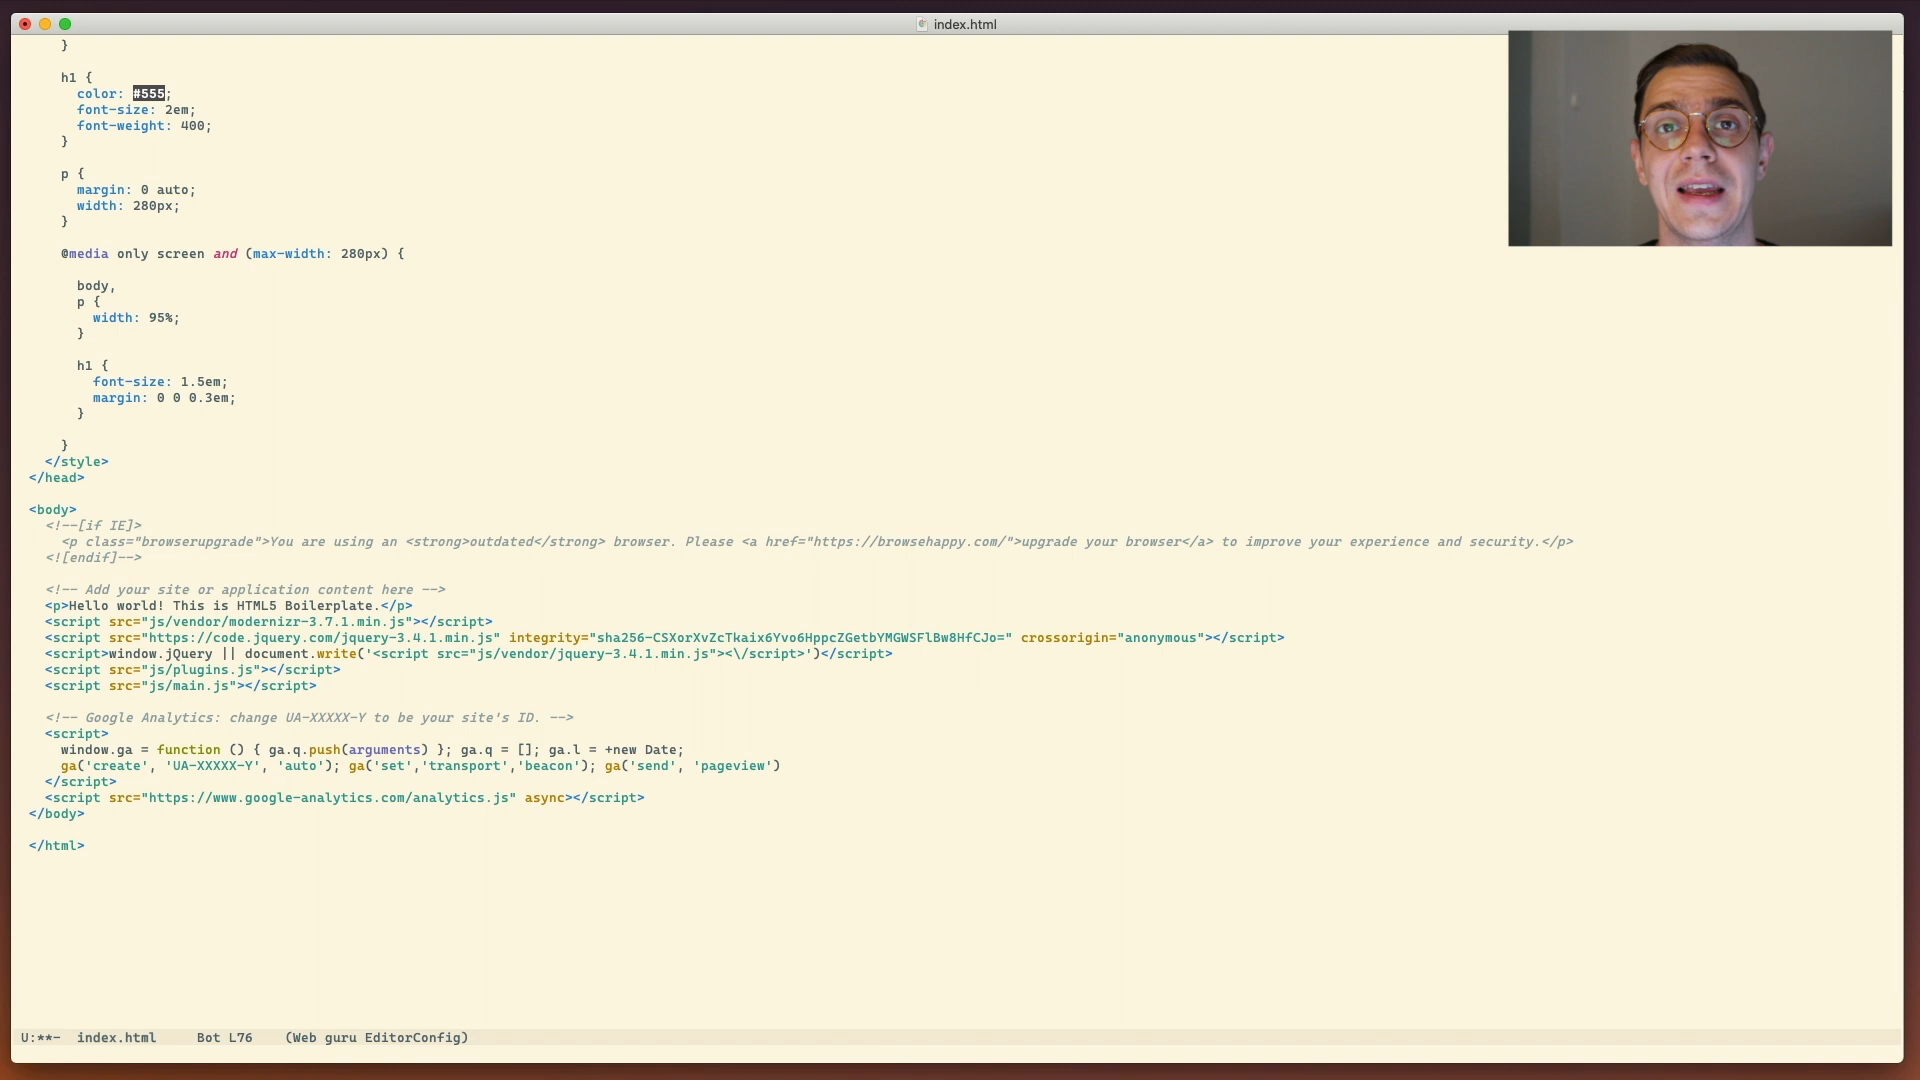 index.html
}
h1 {
color: #555;
font-size: 2em;
font-weight: 400;
}
p {
margin: 0 auto;
width: 280px;
}
@media only screen and (max-width: 280px) {
body,
p {
width: 95%;
}
h1 {
font-size: 1.5em;
margin: 0 0 0.3em;
}
}
</style>
</head>
<body>
<!--[if IE]>
<p class="browserupgrade">You are using an <strong>outdated</strong> browser. Please <a href="https://browsehappy.com/">upgrade your browser</a> to improve your experience and security.</p>
<![endif]-->
<!-- Add your site or application content here -->
<p>Hello world! This is HTML5 Boilerplate.</p>
<script src="js/vendor/modernizr-3.7.1.min.js"></script>
<script src="https://code.jquery.com/jquery-3.4.1.min.js" integrity="sha256-CSXorXvZcTkaix6Yvo6HppcZGetbYMGWSFlBw8HfCJo=" crossorigin="anonymous"></script>
<script>window.jQuery || document.write('<script src="js/vendor/jquery-3.4.1.min.js"><\/script>')</script>
<script src="js/plugins.js"></script>
<script src="js/main.js"></script>
<!-- Google Analytics: change UA-XXXXX-Y to be your site's ID. -->
<script>
window.ga = function () { ga.q.push(arguments) }; ga.q = []; ga.l = +new Date;
ga('create', 'UA-XXXXX-Y', 'auto'); ga('set','transport','beacon'); ga('send', 'pageview')
</script>
<script src="https://www.google-analytics.com/analytics.js" async></script>
</body>
</html>
U:**- index.html Bot L76 (Web guru EditorConfig)